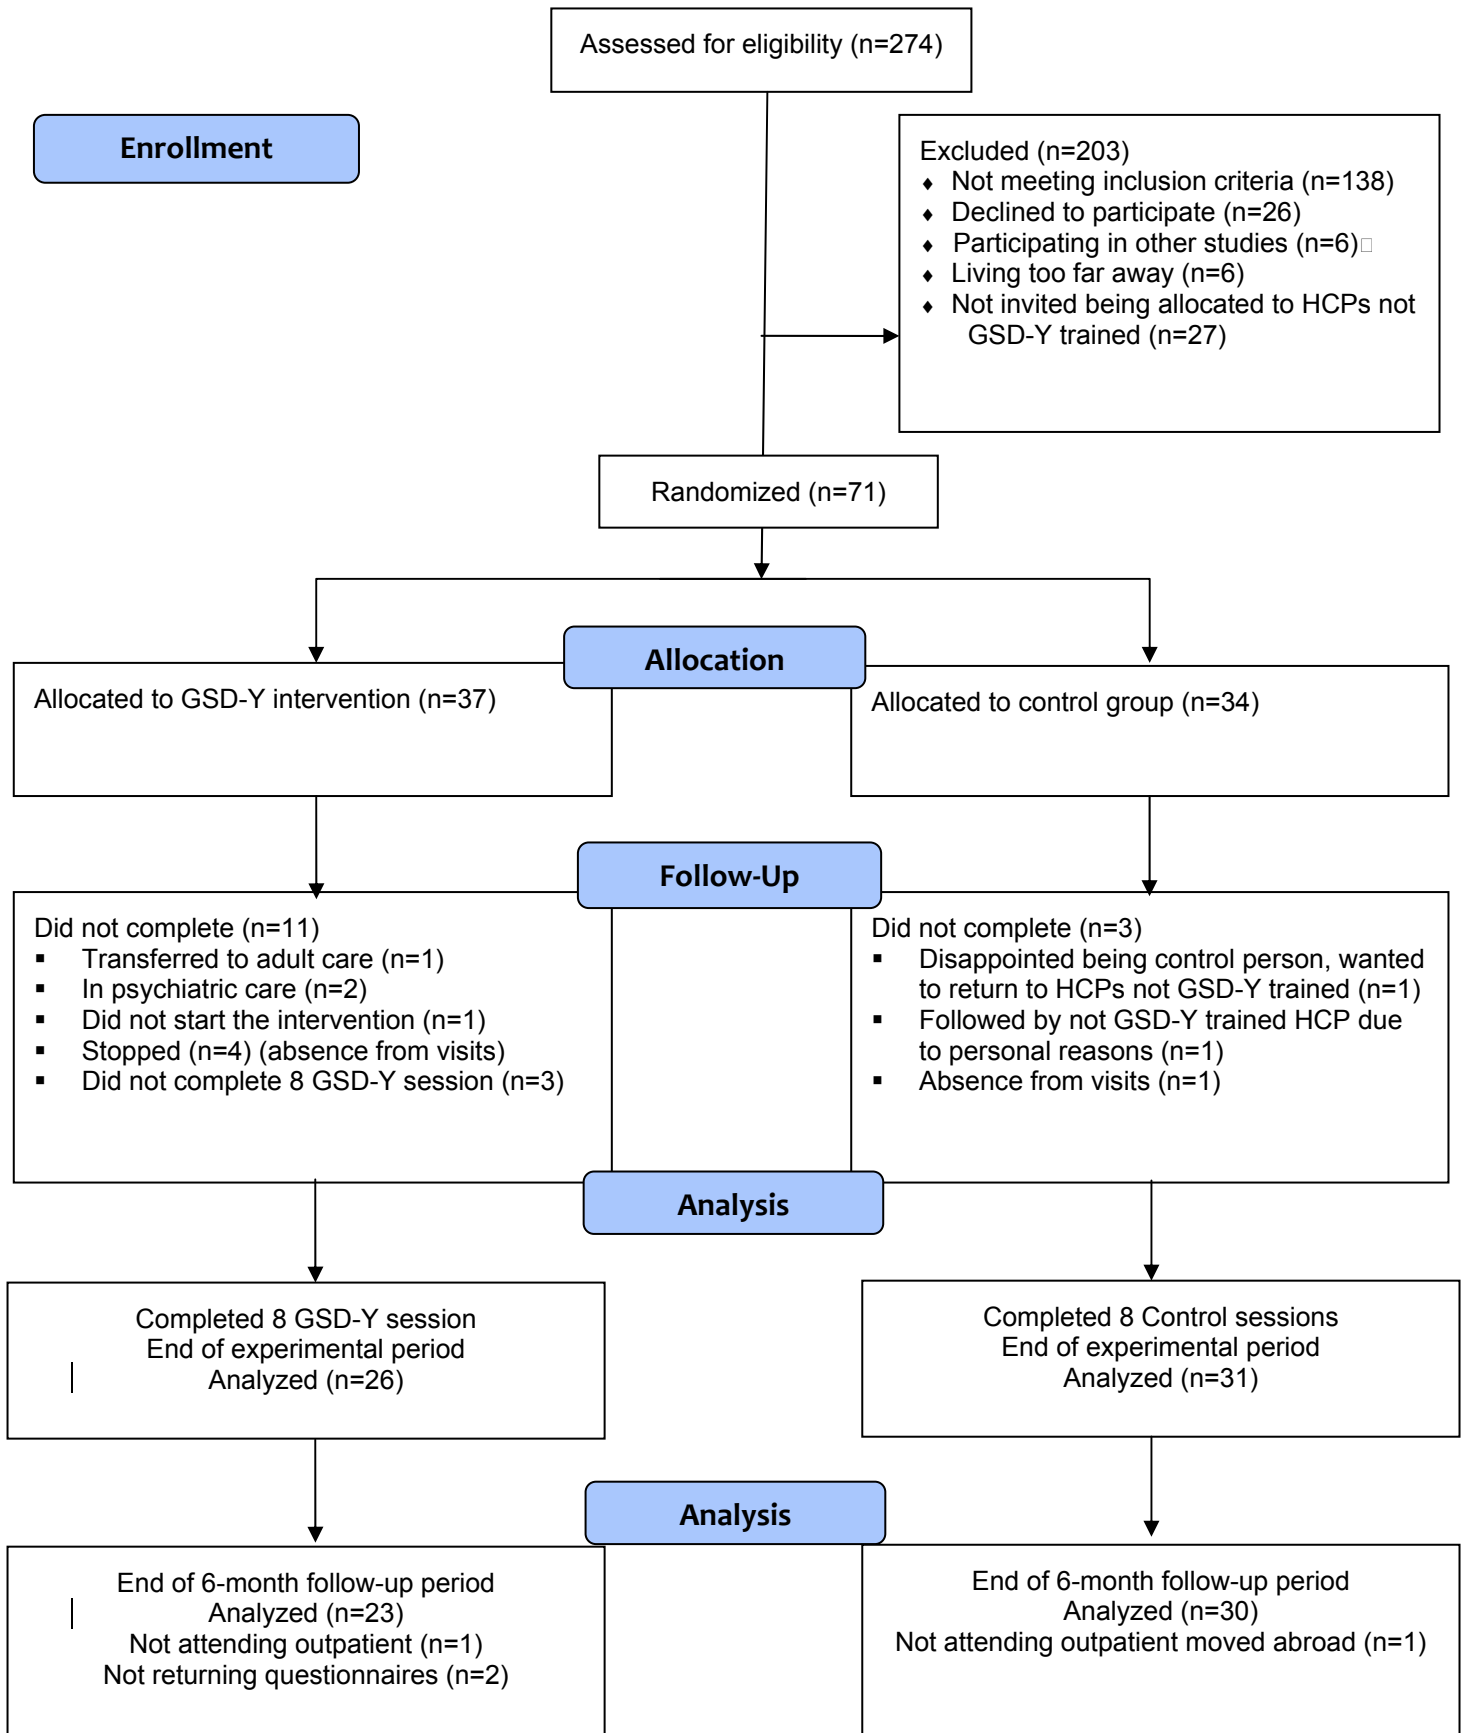 Assessed for eligibility (n=274)
Enrollment
Excluded (n=203)
♦ Not meeting inclusion criteria (n=138)
♦ Declined to participate (n=26)
♦ Participating in other studies (n=6)□
♦ Living too far away (n=6)
♦ Not invited being allocated to HCPs not
GSD-Y trained (n=27)
Randomized (n=71)
Allocation
Allocated to GSD-Y intervention (n=37)
Allocated to control group (n=34)
Follow-Up
Did not complete (n=11)
▪ Transferred to adult care (n=1)
▪ In psychiatric care (n=2)
▪ Did not start the intervention (n=1)
▪ Stopped (n=4) (absence from visits)
▪ Did not complete 8 GSD-Y session (n=3)
Did not complete (n=3)
▪ Disappointed being control person, wanted
to return to HCPs not GSD-Y trained (n=1)
▪ Followed by not GSD-Y trained HCP due
to personal reasons (n=1)
▪ Absence from visits (n=1)
Analysis
Completed 8 GSD-Y session
End of experimental period
Analyzed (n=26)
Completed 8 Control sessions
End of experimental period
Analyzed (n=31)
Analysis
End of 6-month follow-up period
Analyzed (n=23)
Not attending outpatient (n=1)
Not returning questionnaires (n=2)
End of 6-month follow-up period
Analyzed (n=30)
Not attending outpatient moved abroad (n=1)